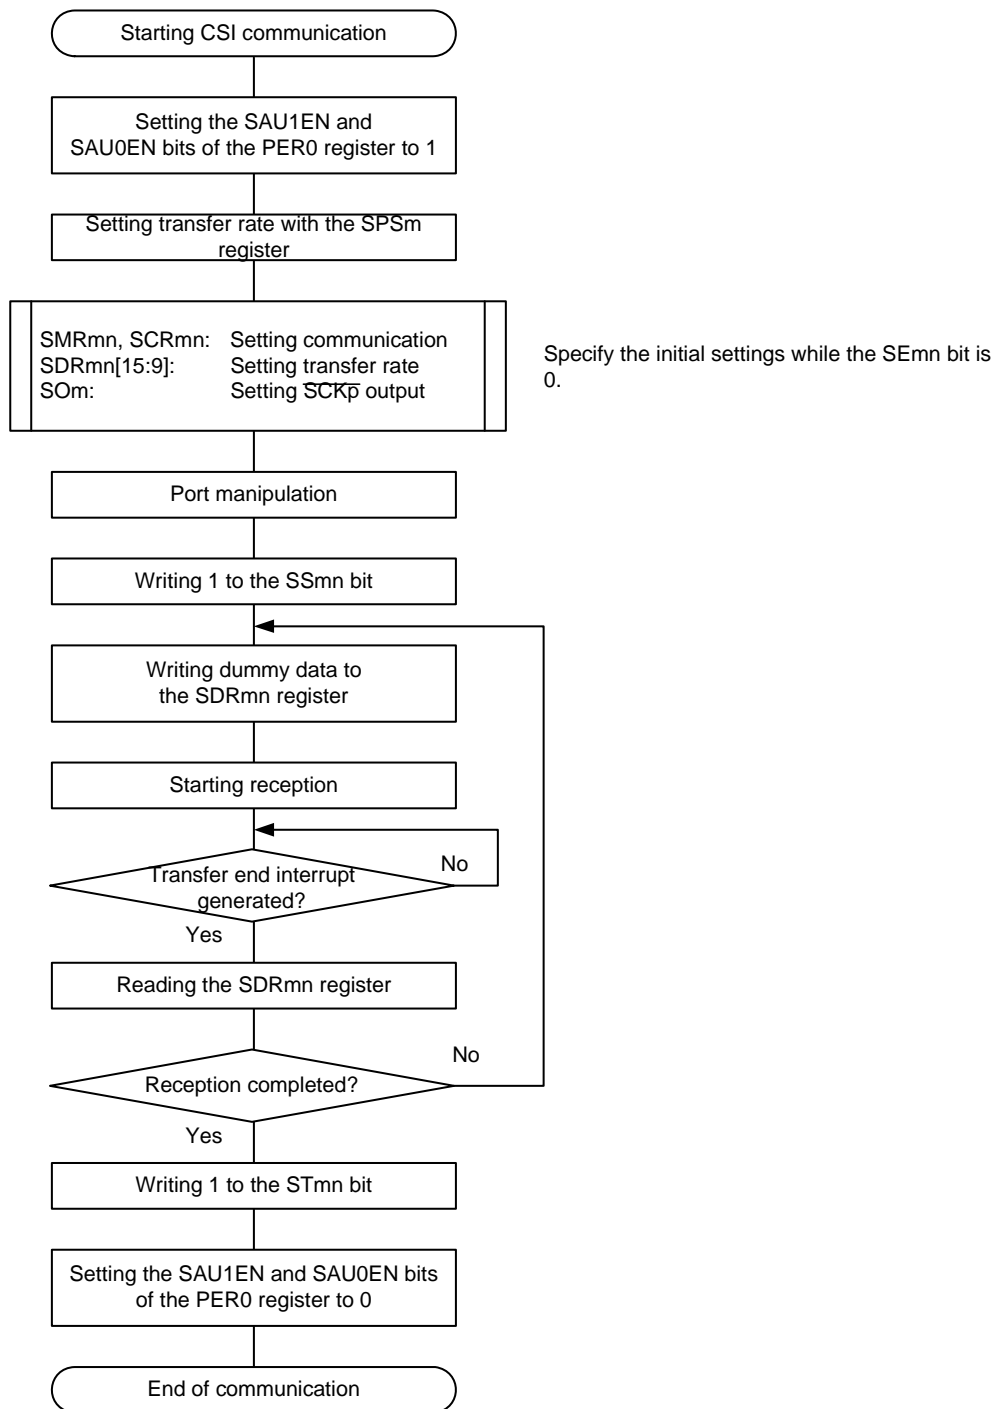 Starting CSI communication
Setting the SAU1EN and
SAU0EN bits of the PER0 register to 1
Setting transfer rate with the SPSm
register
SMRmn, SCRmn: Setting communication
SDRmn[15:9]: Setting transfer rate
SOm: Setting SCKp output
Specify the initial settings while the SEmn bit is
0.
Port manipulation
Writing 1 to the SSmn bit
Writing dummy data to
the SDRmn register
Starting reception
Transfer end interrupt
generated?
No
Yes
Reading the SDRmn register
Reception completed?
No
Yes
Writing 1 to the STmn bit
Setting the SAU1EN and SAU0EN bits
of the PER0 register to 0
End of communication